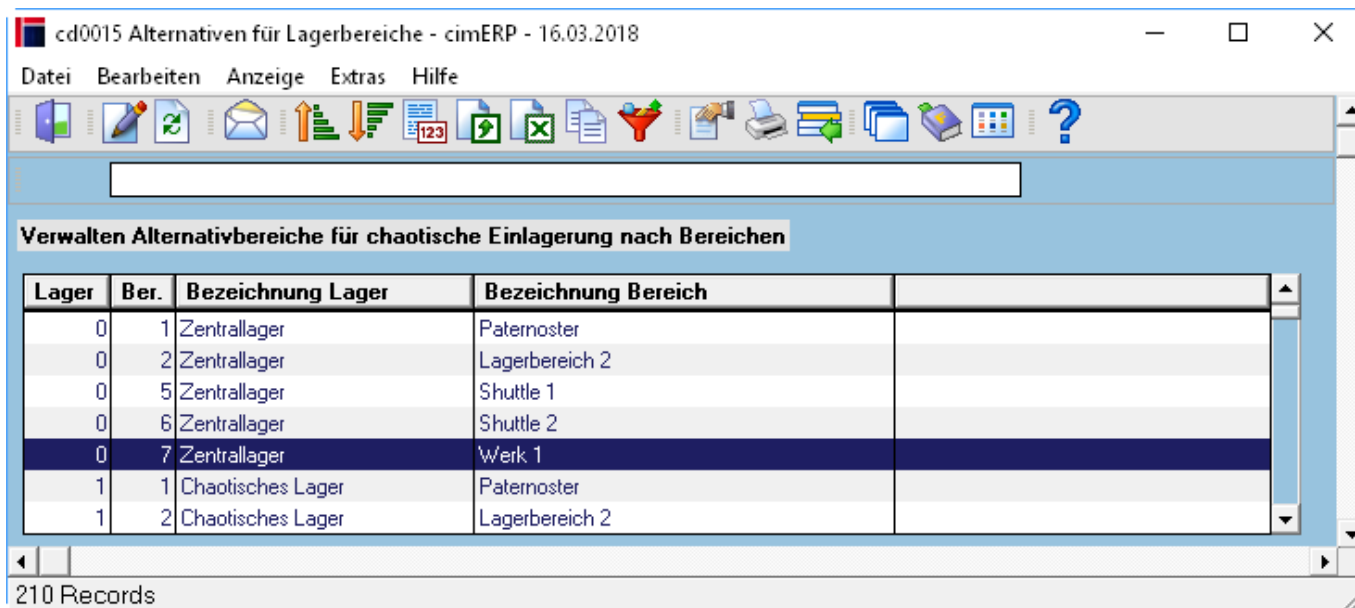 cd0015 Alternativen für Lagerbereiche - cimERP - 16.03.2018
Datei Bearbeiten Anzeige Extras Hilfe
123
Verwalten Alternativbereiche für chaotische Einlagerung nach Bereichen
Lager Ber. Bezeichnung Lager Bezeichnung Bereich
0 1 Zentrallager Paternoster
0 2 Zentrallager Lagerbereich 2
0 5 Zentrallager Shuttle 1
0 6 Zentrallager Shuttle 2
0 7 Zentrallager Werk 1
1 1 Chaotisches Lager Paternoster
1 2 Chaotisches Lager Lagerbereich 2
210 Records